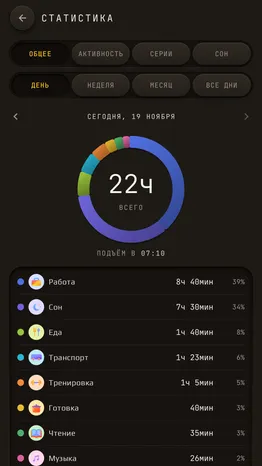 СТАТИСТИКА
ОБЩЕЕ АКТИВНОСТЬ СЕРИИ СОН
ДЕНЬ НЕДЕЛЯ МЕСЯЦ ВСЕ ДНИ
СЕГОДНЯ, 19 НОЯБРЯ
22ч
ВСЕГО
ПОДЪЁМ В 07:10
Работа 8ч 40мин 39%
Сон 7ч 30мин 34%
Еда 1ч 40мин 8%
Транспорт 1ч 23мин 6%
Тренировка 1ч 5мин 5%
Готовка 40мин 3%
Чтение 35мин 3%
Музыка 26мин 2%